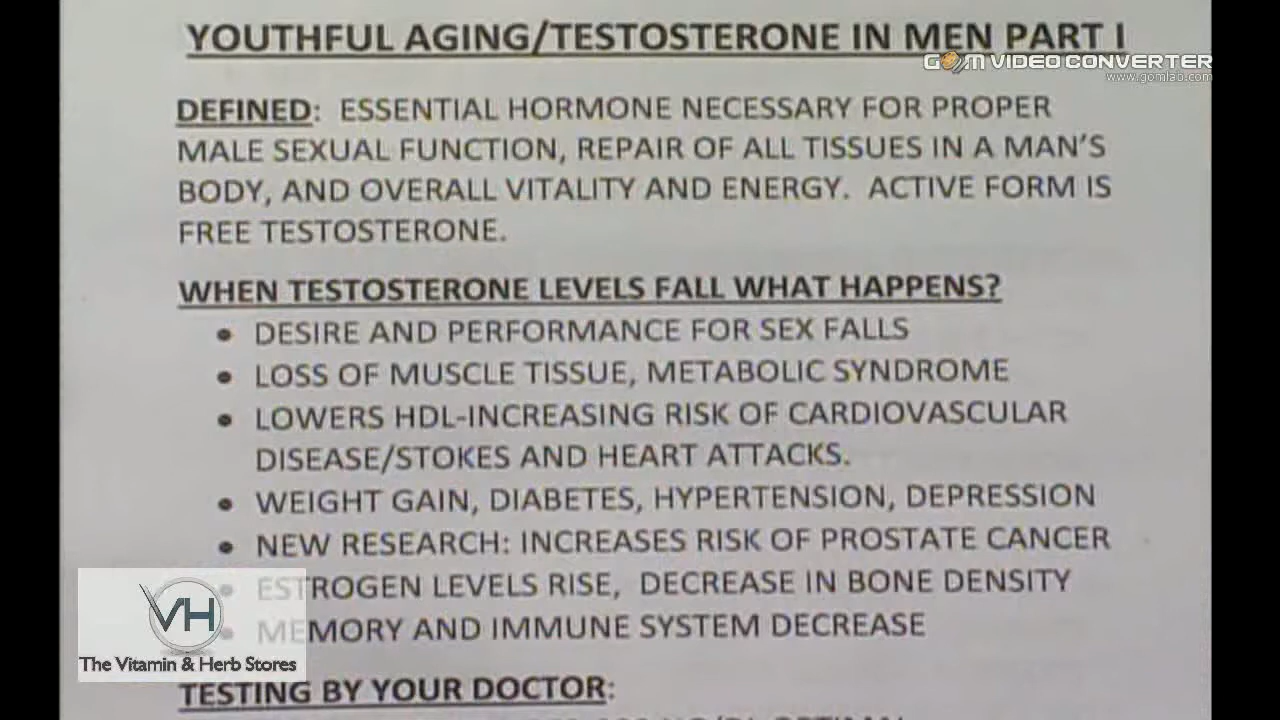 YOUTHFUL AGING/TESTOSTERONE IN MEN PART I
GOM VIDEO CONVERTER
www.gomlab.com
DEFINED: ESSENTIAL HORMONE NECESSARY FOR PROPER
MALE SEXUAL FUNCTION, REPAIR OF ALL TISSUES IN A MAN'S
BODY, AND OVERALL VITALITY AND ENERGY. ACTIVE FORM IS
FREE TESTOSTERONE.
WHEN TESTOSTERONE LEVELS FALL WHAT HAPPENS?
• DESIRE AND PERFORMANCE FOR SEX FALLS
• LOSS OF MUSCLE TISSUE, METABOLIC SYNDROME
• LOWERS HDL-INCREASING RISK OF CARDIOVASCULAR
DISEASE/STOKES AND HEART ATTACKS.
• WEIGHT GAIN, DIABETES, HYPERTENSION, DEPRESSION
• NEW RESEARCH: INCREASES RISK OF PROSTATE CANCER
• ESTROGEN LEVELS RISE, DECREASE IN BONE DENSITY
• MEMORY AND IMMUNE SYSTEM DECREASE
VH
The Vitamin & Herb Stores
TESTING BY YOUR DOCTOR: